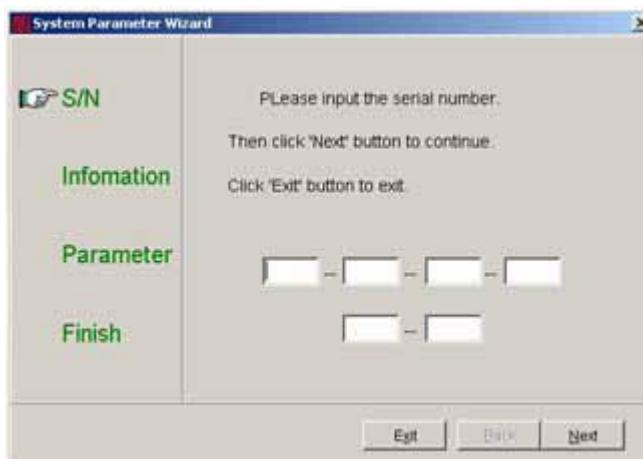 System Parameter Wizard
S/N
PLease input the serial number.
Then click 'Next' button to continue.
Infomation
Click 'Exit' button to exit.
Parameter
-- -- --
Finish
--
Exit
Back
Next